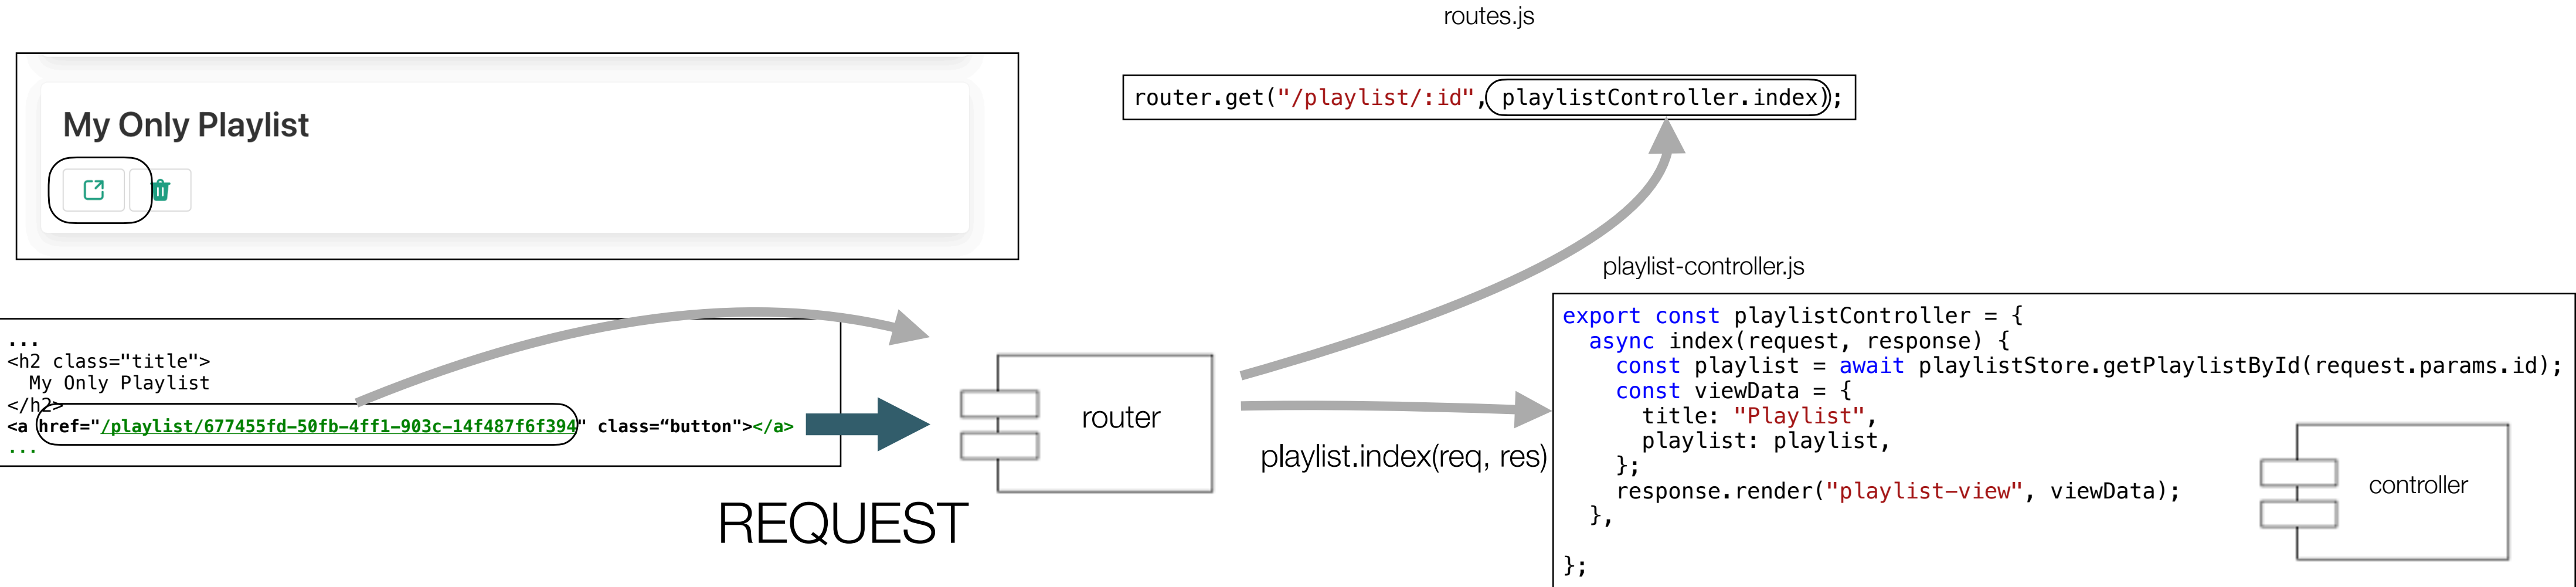 routes.js
My Only Playlist
router.get("/playlist/:id", playlistController.index);
...
<h2 class="title">
  My Only Playlist
</h2>
<a href="/playlist/677455fd-50fb-4ff1-903c-14f487f6f394" class=“button"></a>
...
REQUEST
router
playlist.index(req, res)
playlist-controller.js
export const playlistController = {
  async index(request, response) {
    const playlist = await playlistStore.getPlaylistById(request.params.id);
    const viewData = {
      title: "Playlist",
      playlist: playlist,
    };
    response.render("playlist-view", viewData);
  },
};
controller